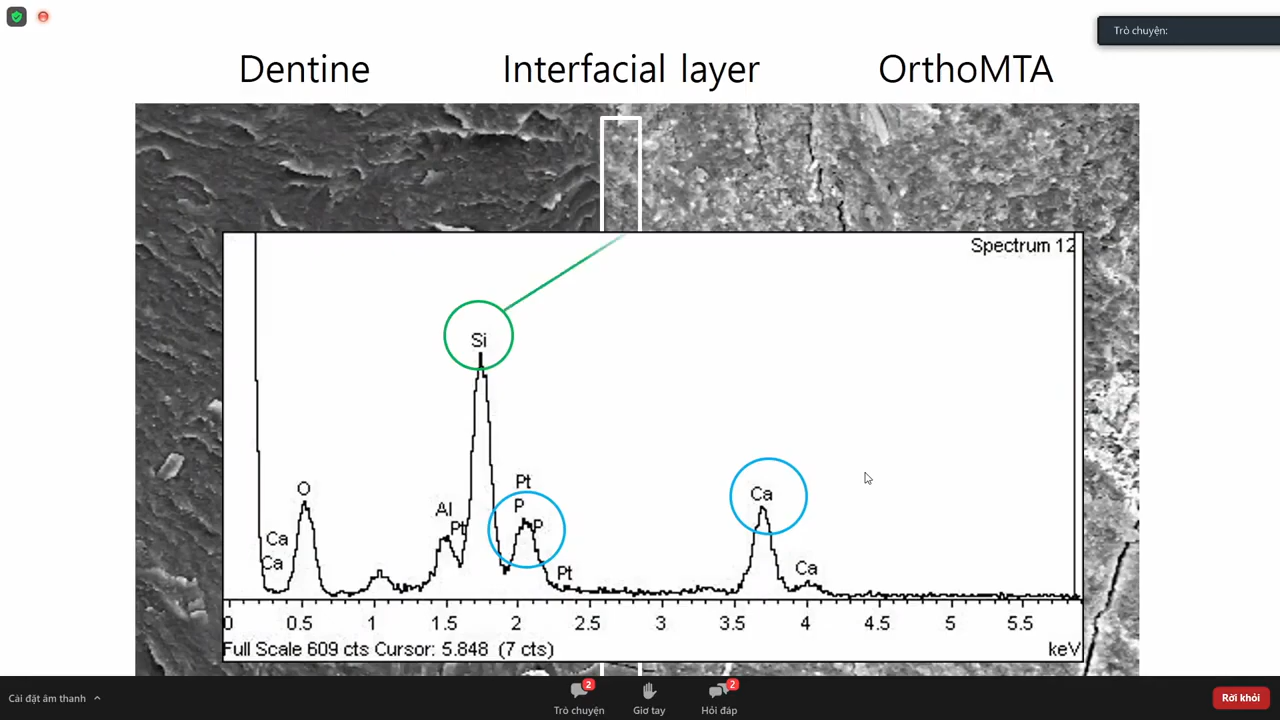 Trò chuyện:
Dentine Interfacial layer OrthoMTA
Spectrum 12
Si
Pt
O
Ca
P
Al
P
Pt
Ca
Ca
Pt
Ca
0 0.5 1 1.5 2 2.5 3 3.5 4 4.5 5 5.5
Full Scale 609 cts Cursor: 5.848 (7 cts) keV
2 2
Cài đặt âm thanh Trò chuyện Giơ tay Hỏi đáp Rời khỏi